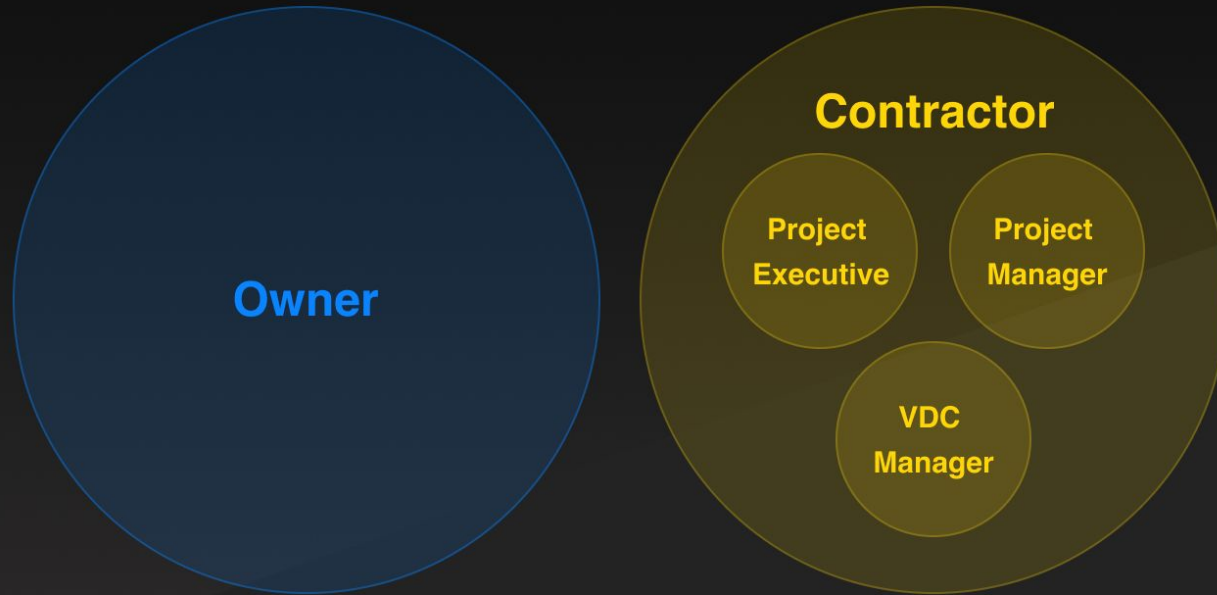 Owner
Contractor
Project
Executive
Project
Manager
VDC
Manager